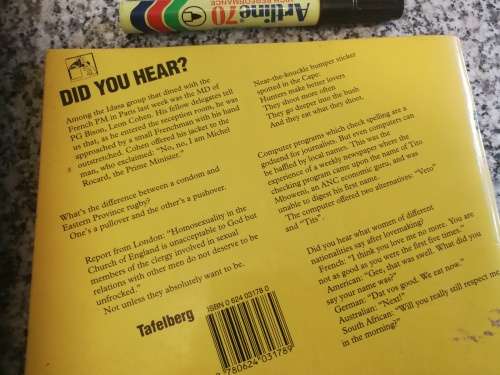 Artline 70
HIGH PERFORMANCE
DID YOU HEAR?
Among the Idasa group that dined with the
French PM in Paris last week was the MD of
PG Bison, Leon Cohen. His fellow delegates tell
us that, as he entered the reception room, he was
approached by a small Frenchman with his hand
outstretched. Cohen offered his jacket to the
man, who exclaimed: "No, no, I am Michel
Rocard, the Prime Minister."
What's the difference between a condom and
Eastern Province rugby?
One's a pullover and the other's a pushover.
Report from London: "Homosexuality in the
Church of England is unacceptable to God but
members of the clergy involved in sexual
relations with other men do not deserve to be
unfrocked."
Not unless they absolutely want to be.
Near-the-knuckle bumper sticker
spotted in the Cape:
Hunters make better lovers
They shoot more often
They go deeper into the bush
And they eat what they shoot.
Computer programs which check spelling are a
godsend for journalists. But even computers can
be baffled by local names. This was the
experience of a weekly newspaper where the
checking program came upon the name of Tito
Mboweni, an ANC economic guru, and was
unable to digest his first name.
The computer offered two alternatives: "Veto"
and "Tits".
Did you hear what women of different
nationalities say after lovemaking?
French: "I think you love me no more. You are
not as good as you were the first five times."
American: "Gee, that was swell. What did you
say your name was?"
German: "Dat vos good. We eat now."
Australian: "Next!"
South African: "Will you really still respect me
in the morning?"
Tafelberg
ISBN 0 624 03178 0
9 780624 031789